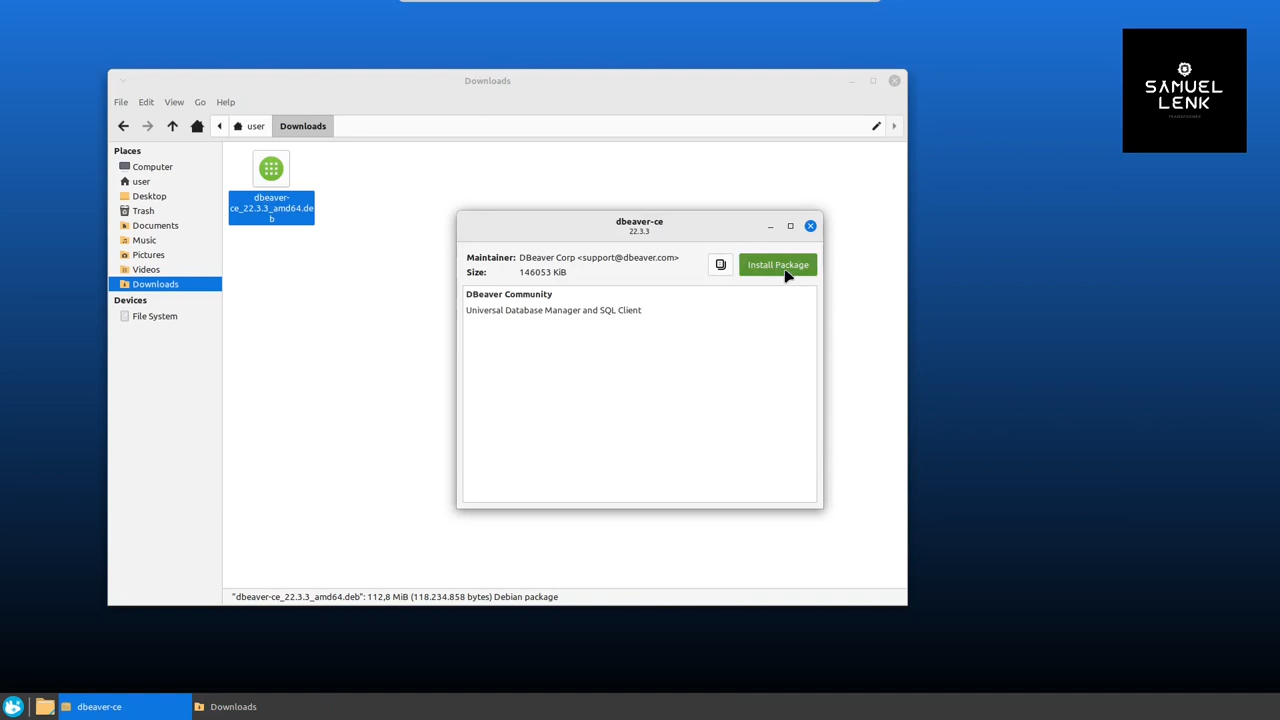 Downloads
File Edit View Go Help
user Downloads
Places
Computer
user
Desktop
Trash
Documents
Music
Pictures
Videos
Downloads
Devices
File System
dbeaver-
ce_22.3.3_amd64.de
b
dbeaver-ce
22.3.3
Maintainer: DBeaver Corp <support@dbeaver.com>
Size: 146053 KiB
Install Package
DBeaver Community
Universal Database Manager and SQL Client
"dbeaver-ce_22.3.3_amd64.deb": 112,8 MiB (118.234.858 bytes) Debian package
SAMUEL
LENK
dbeaver-ce
Downloads